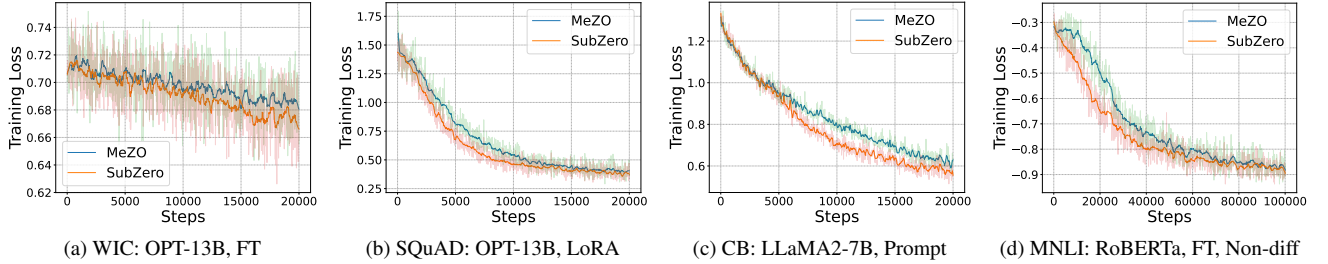 Training Loss
0.74
0.72
0.70
0.68
0.66
0.64
0.62
MeZO
SubZero
0 5000 10000 15000 20000
Steps
(a) WIC: OPT-13B, FT
Training Loss
1.75
1.50
1.25
1.00
0.75
0.50
0.25
MeZO
SubZero
0 5000 10000 15000 20000
Steps
(b) SQuAD: OPT-13B, LoRA
Training Loss
1.2
1.0
0.8
0.6
MeZO
SubZero
0 5000 10000 15000 20000
Steps
(c) CB: LLaMA2-7B, Prompt
Training Loss
−0.3
−0.4
−0.5
−0.6
−0.7
−0.8
−0.9
MeZO
SubZero
0 20000 40000 60000 80000 100000
Steps
(d) MNLI: RoBERTa, FT, Non-diff